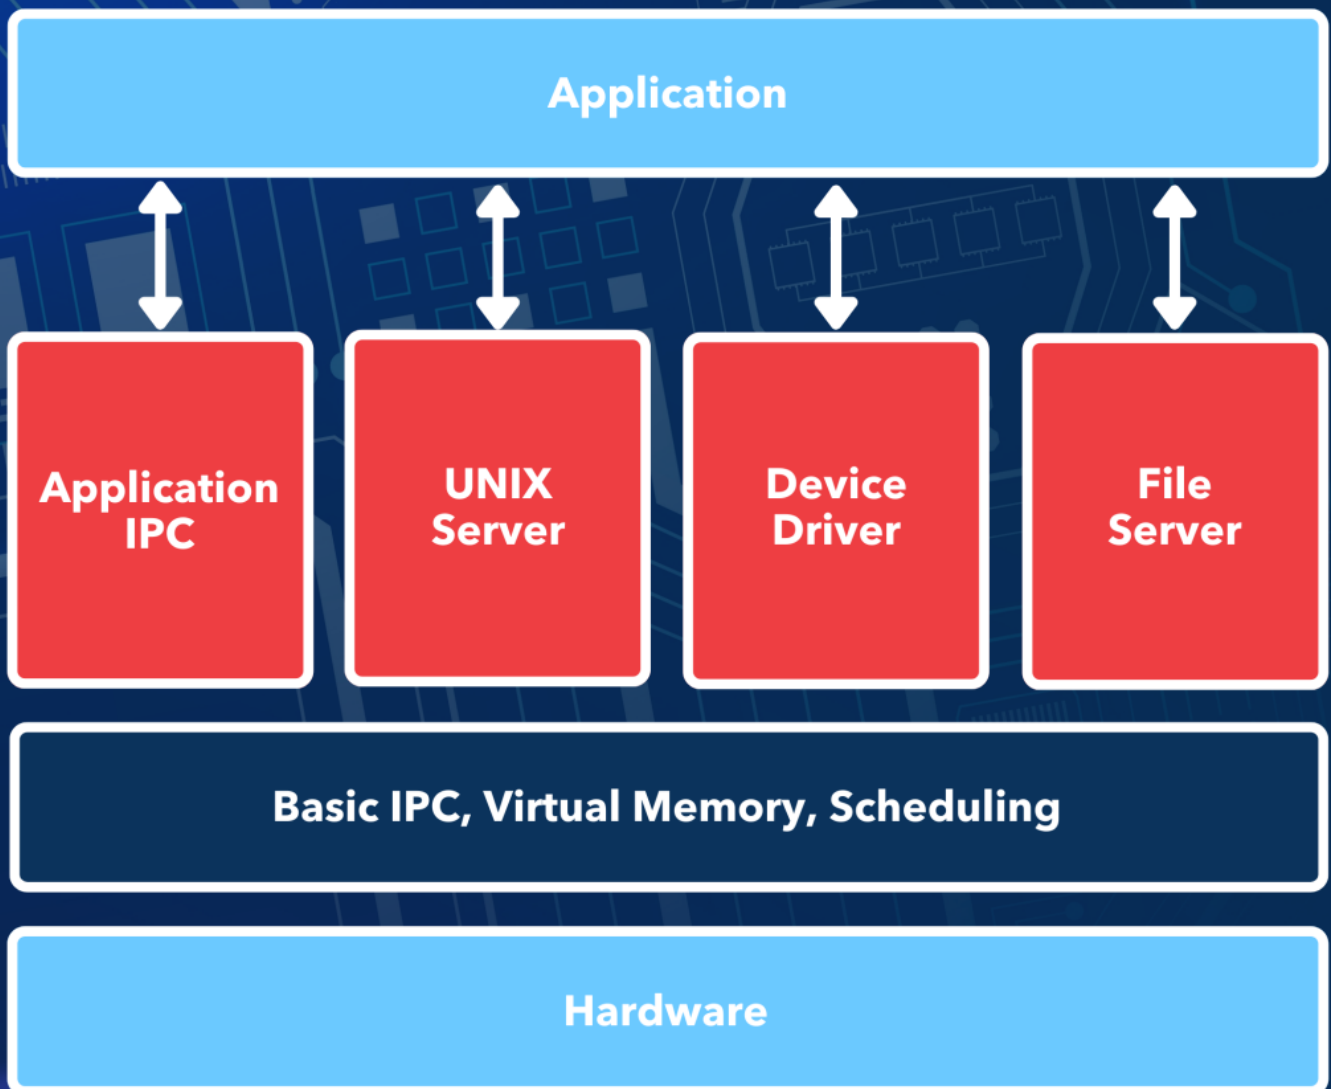 Application
Application
IPC
UNIX
Server
Device
Driver
File
Server
Basic IPC, Virtual Memory, Scheduling
Hardware